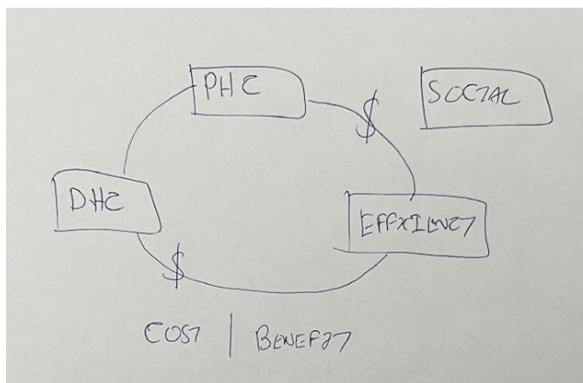 PHC
SOCIAL
$
DHC
EFFICIENCY
$
COST | BENEFIT